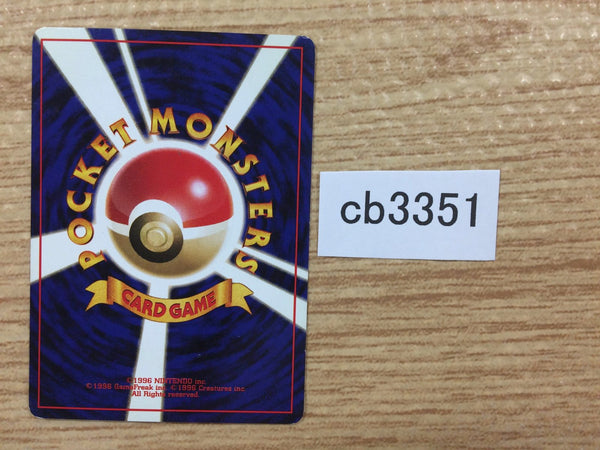 POCKET MONSTERS
CARD GAME
©1996 NINTENDO inc.
©1996 GameFreak inc. ©1996 Creatures inc.
All Rights reserved.
cb3351